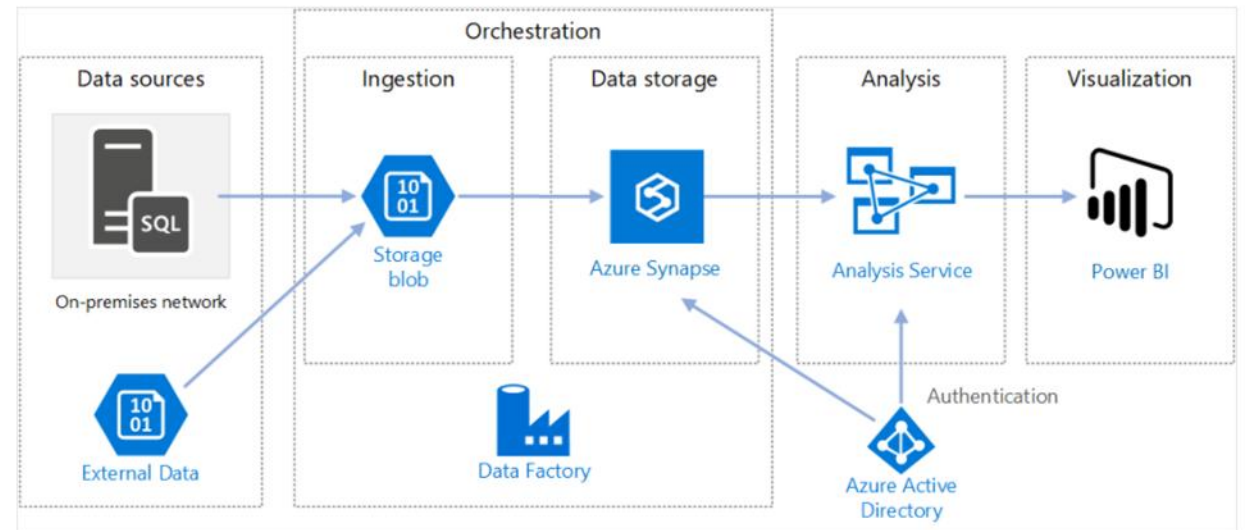 Orchestration
Data sources
Ingestion
Data storage
Analysis
Visualization
10
01
SQL
Storage
blob
Azure Synapse
Analysis Service
Power BI
On-premises network
10
01
External Data
Data Factory
Authentication
Azure Active
Directory